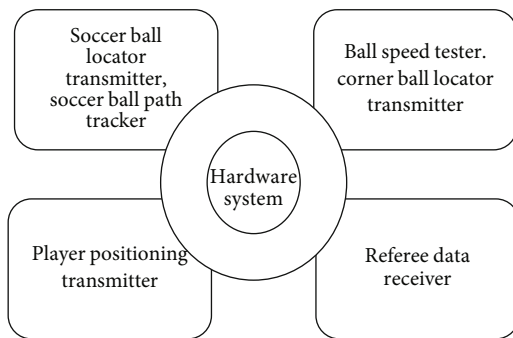 Soccer ball
locator
transmitter,
soccer ball path
tracker
Ball speed tester.
corner ball locator
transmitter
Hardware
system
Player positioning
transmitter
Referee data
receiver